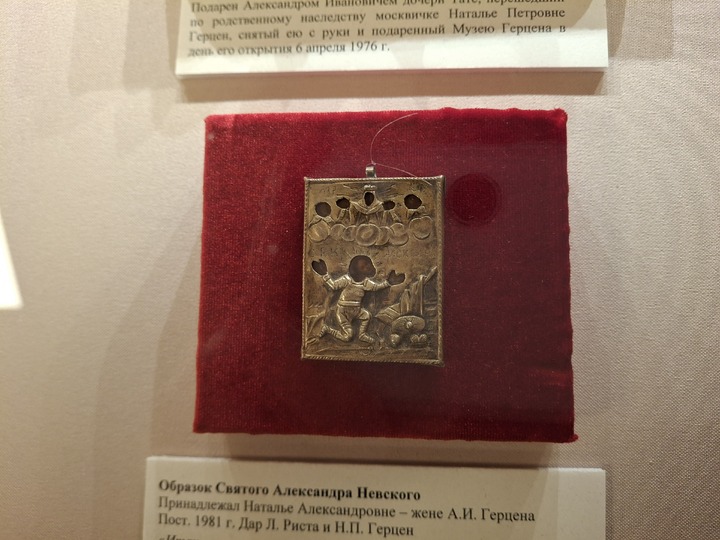 Подарен Александром Ивановичем дочери Тате, перешедший
по родственному наследству москвичке Наталье Петровне
Герцен, снятый ею с руки и подаренный Музею Герцена в
день его открытия 6 апреля 1976 г.
Образок Святого Александра Невского
Принадлежал Наталье Александровне – жене А.И. Герцена
Пост. 1981 г. Дар Л. Риста и Н.П. Герцен